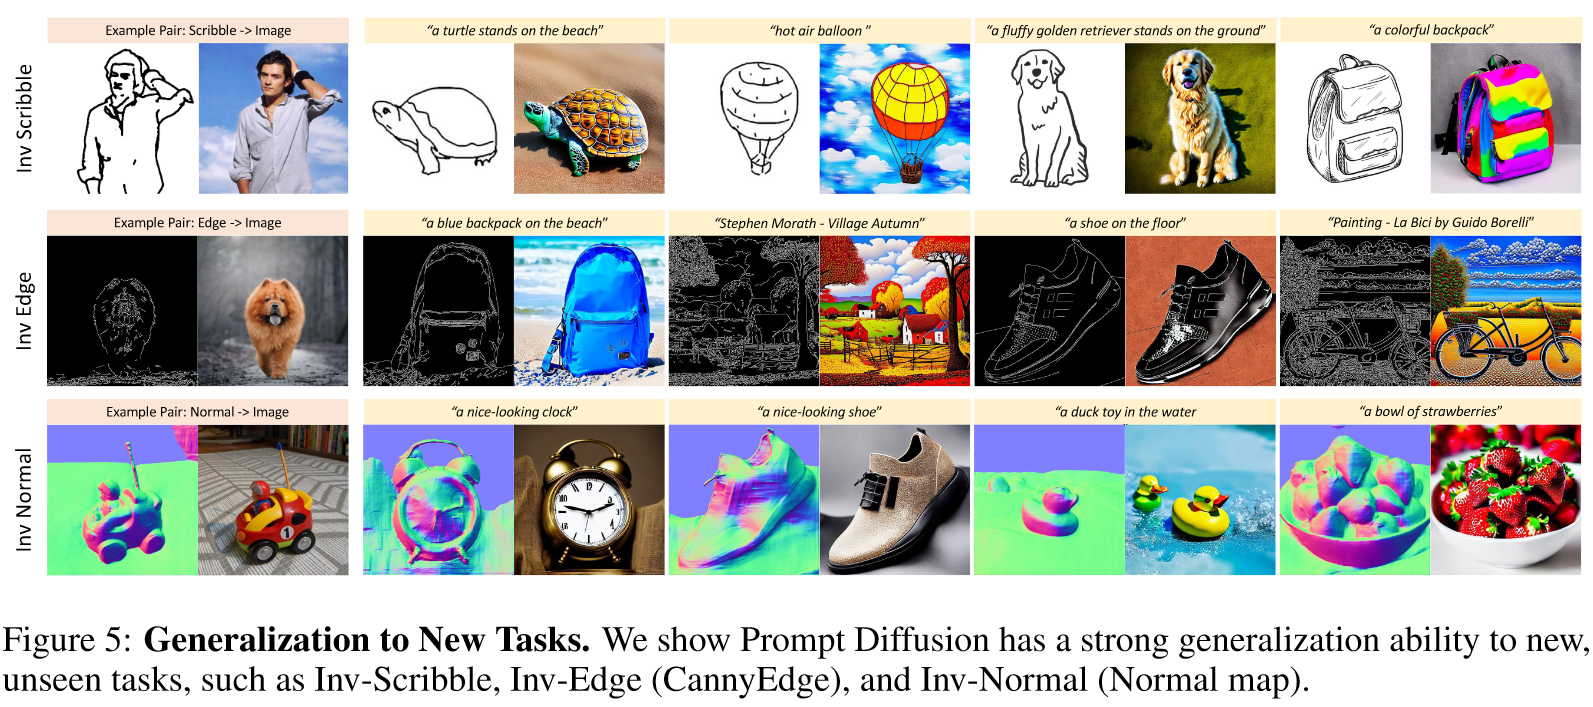 Inv Scribble
Example Pair: Scribble -> Image
“a turtle stands on the beach”
“hot air balloon ”
“a fluffy golden retriever stands on the ground”
“a colorful backpack”
Inv Edge
Example Pair: Edge -> Image
“a blue backpack on the beach”
“Stephen Morath - Village Autumn”
“a shoe on the floor”
“Painting - La Bici by Guido Borelli”
Inv Normal
Example Pair: Normal -> Image
“a nice-looking clock”
“a nice-looking shoe”
“a duck toy in the water
”
“a bowl of strawberries”
1
Figure 5: Generalization to New Tasks. We show Prompt Diffusion has a strong generalization ability to new,
unseen tasks, such as Inv-Scribble, Inv-Edge (CannyEdge), and Inv-Normal (Normal map).